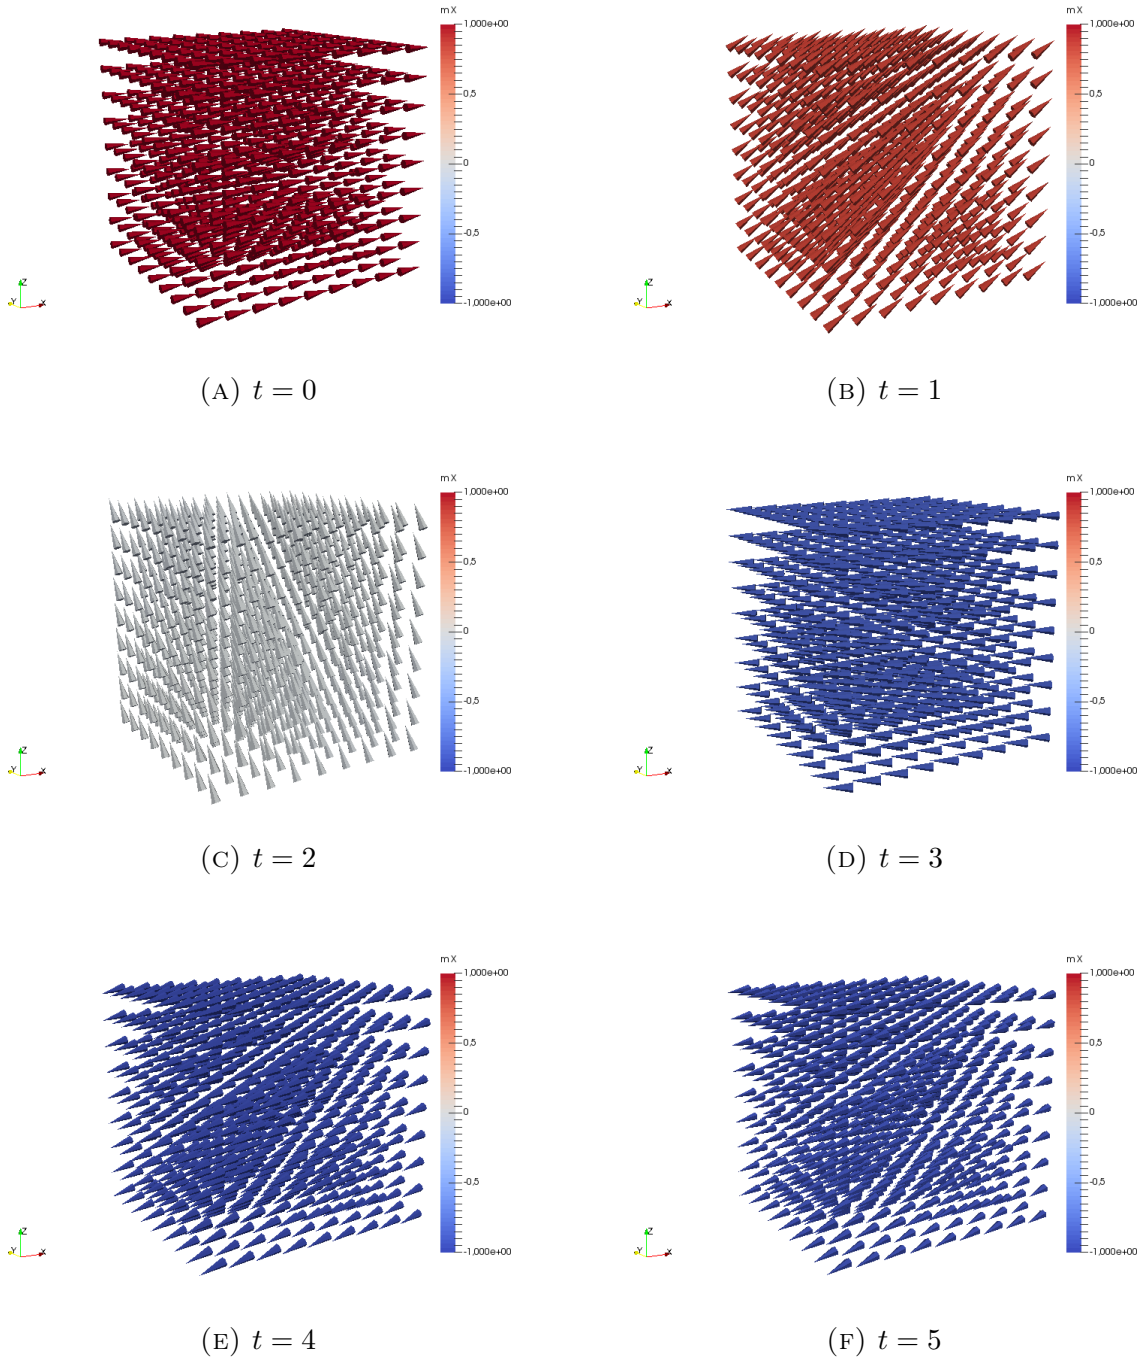 mX
1,000e+00
0,5
0
-0,5
-1,000e+00
Z
Y
X
(A) t = 0
mX
1,000e+00
0,5
0
-0,5
-1,000e+00
Z
Y
X
(B) t = 1
mX
1,000e+00
0,5
0
-0,5
-1,000e+00
Z
Y
X
(C) t = 2
mX
1,000e+00
0,5
0
-0,5
-1,000e+00
Z
Y
X
(D) t = 3
mX
1,000e+00
0,5
0
-0,5
-1,000e+00
Z
Y
X
(E) t = 4
mX
1,000e+00
0,5
0
-0,5
-1,000e+00
Z
Y
X
(F) t = 5